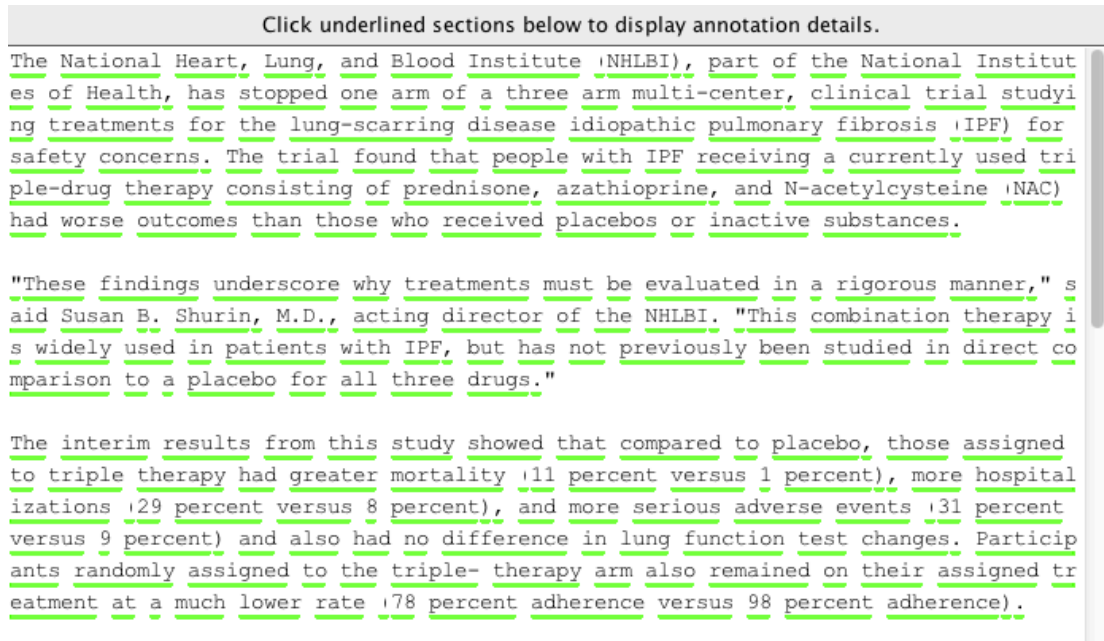 Click underlined sections below to display annotation details.
The National Heart, Lung, and Blood Institute (NHLBI), part of the National Institut
es of Health, has stopped one arm of a three arm multi-center, clinical trial studyi
ng treatments for the lung-scarring disease idiopathic pulmonary fibrosis (IPF) for
safety concerns. The trial found that people with IPF receiving a currently used tri
ple-drug therapy consisting of prednisone, azathioprine, and N-acetylcysteine (NAC)
had worse outcomes than those who received placebos or inactive substances.
"These findings underscore why treatments must be evaluated in a rigorous manner," s
aid Susan B. Shurin, M.D., acting director of the NHLBI. "This combination therapy i
s widely used in patients with IPF, but has not previously been studied in direct co
mparison to a placebo for all three drugs."
The interim results from this study showed that compared to placebo, those assigned
to triple therapy had greater mortality (11 percent versus 1 percent), more hospital
izations (29 percent versus 8 percent), and more serious adverse events (31 percent
versus 9 percent) and also had no difference in lung function test changes. Particip
ants randomly assigned to the triple- therapy arm also remained on their assigned tr
eatment at a much lower rate (78 percent adherence versus 98 percent adherence).